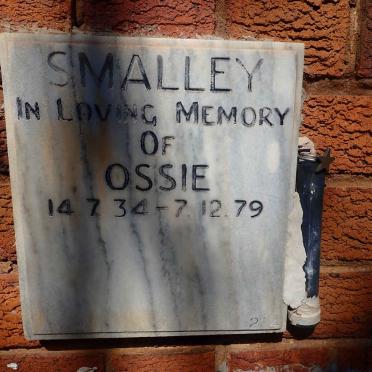 SMALLEY
IN LOVING MEMORY
OF
OSSIE
14.7.34-7.12.79